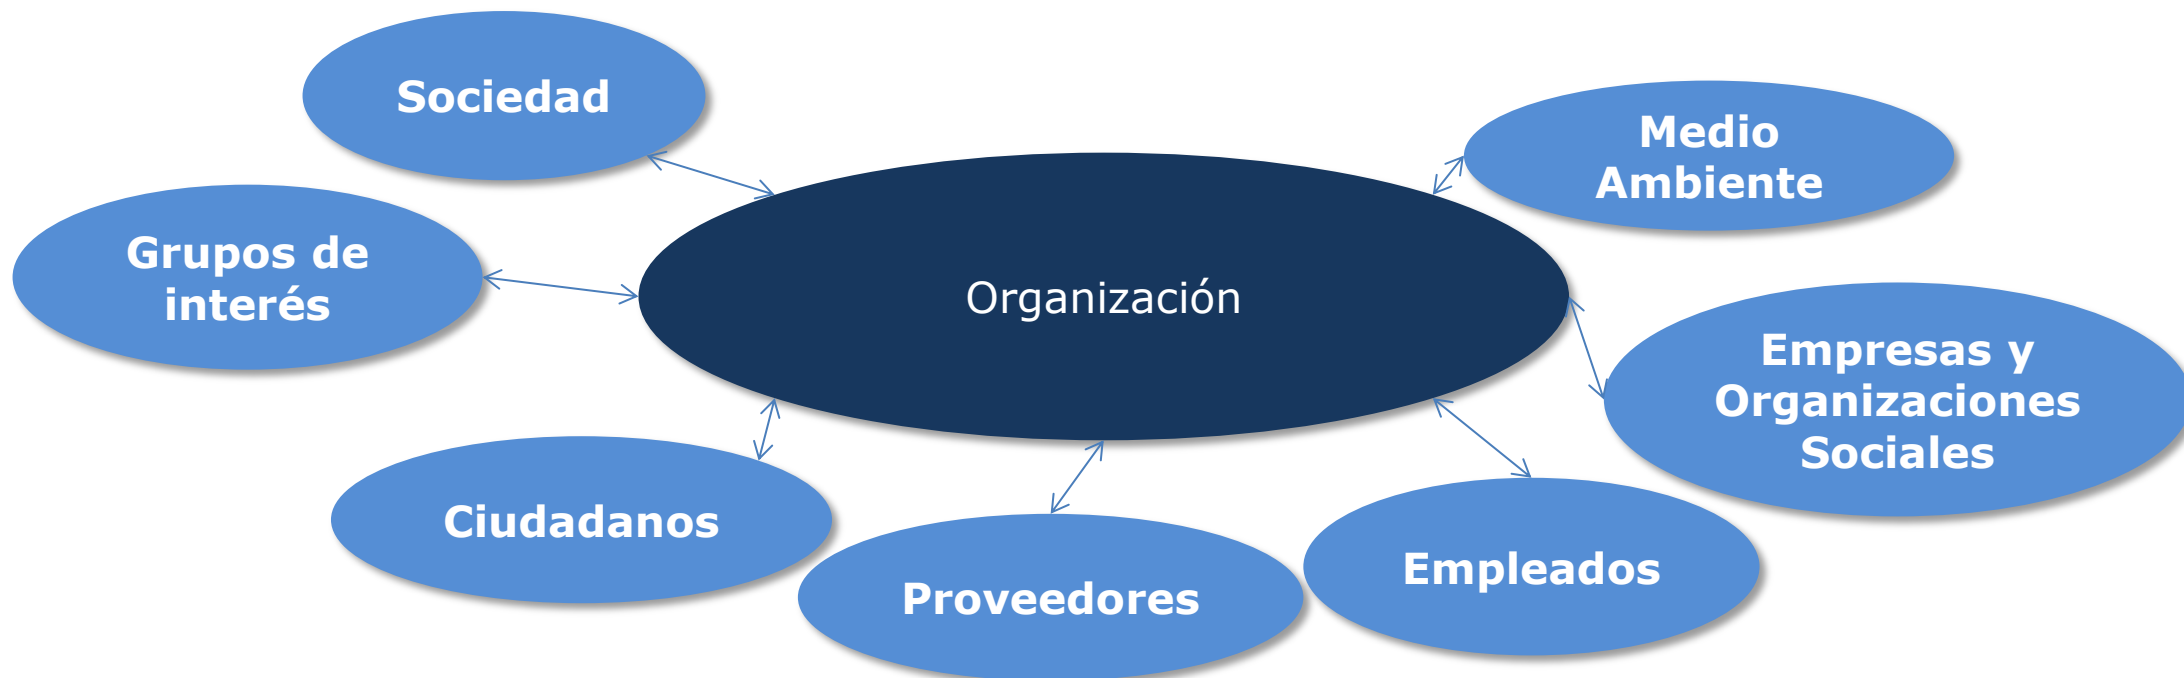 Sociedad
Medio
Ambiente
Grupos de
interés
Organización
Empresas y
Organizaciones
Sociales
Ciudadanos
Proveedores
Empleados